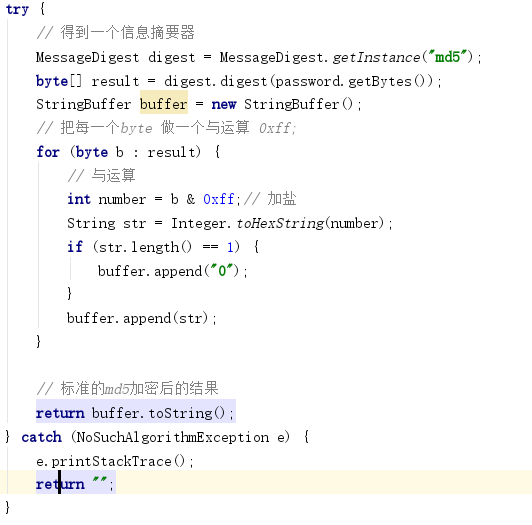 try {
// 得到一个信息摘要器
MessageDigest digest = MessageDigest.getInstance("md5");
byte[] result = digest.digest(password.getBytes());
StringBuffer buffer = new StringBuffer();
// 把每一个byte 做一个与运算 0xff;
for (byte b : result) {
// 与运算
int number = b & 0xff;// 加盐
String str = Integer.toHexString(number);
if (str.length() == 1) {
buffer.append("0");
}
buffer.append(str);
}
// 标准的md5加密后的结果
return buffer.toString();
} catch (NoSuchAlgorithmException e) {
e.printStackTrace();
return "";
}